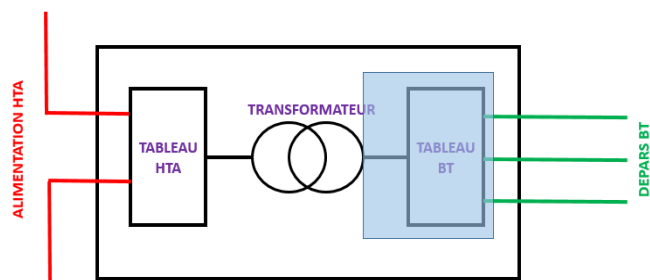 ALIMENTATION HTA
TABLEAU
HTA
TRANSFORMATEUR
TABLEAU
BT
DEPARS BT